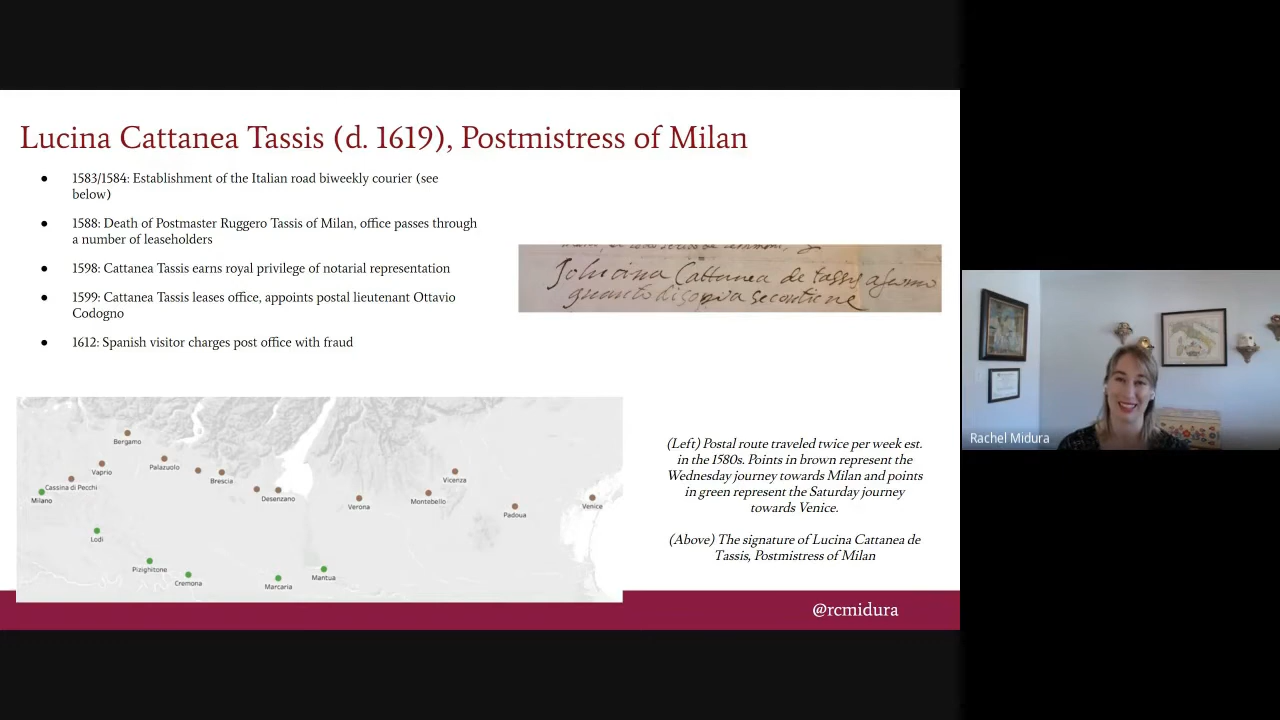 Lucina Cattanea Tassis (d. 1619), Postmistress of Milan
● 1583/1584: Establishment of the Italian road biweekly courier (see
below)
● 1588: Death of Postmaster Ruggero Tassis of Milan, office passes through
a number of leaseholders
● 1598: Cattanea Tassis earns royal privilege of notarial representation
● 1599: Cattanea Tassis leases office, appoints postal lieutenant Ottavio
Codogno
● 1612: Spanish visitor charges post office with fraud
Cattanea de tassis
Bergamo
Vaprio
Palazuolo
Cassina di Pecchi
Brescia
Milano
Desenzano
Verona
Montebello
Vicenza
Padoua
Venice
Lodi
Pizighitone
Cremona
Marcaria
Mantua
(Left) Postal route traveled twice per week est.
in the 1580s. Points in brown represent the
Wednesday journey towards Milan and points
in green represent the Saturday journey
towards Venice.
(Above) The signature of Lucina Cattanea de
Tassis, Postmistress of Milan
@rcmidura
Rachel Midura